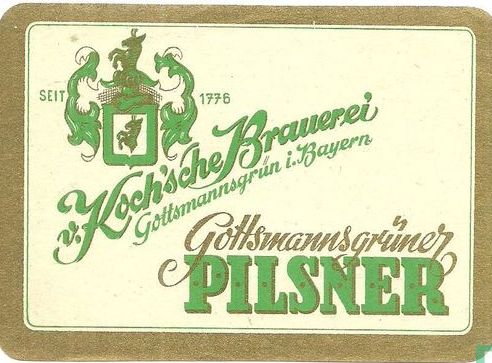 SEIT 1776
v. Koch'sche Brauerei
Gottsmannsgrün i. Bayern
Gottsmannsgrüner
PILSNER